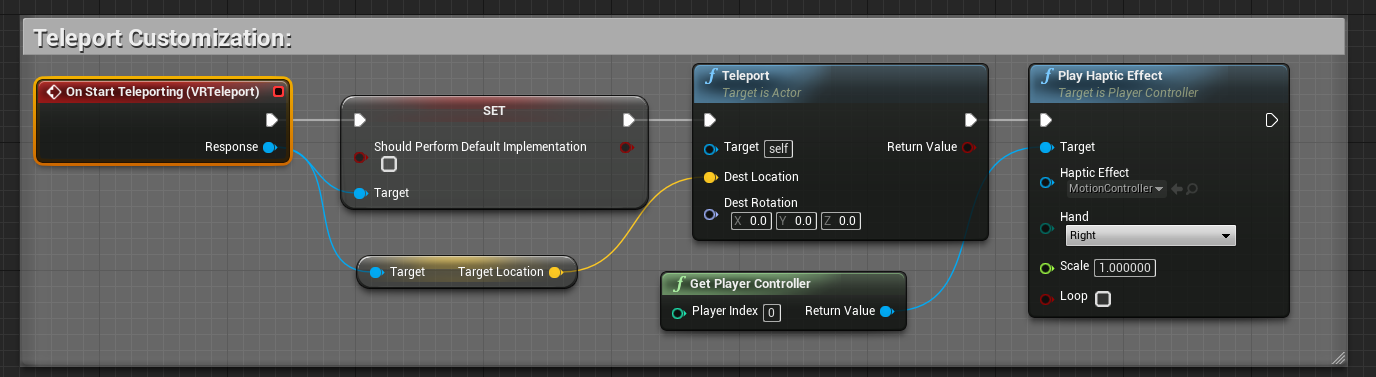 Teleport Customization:
On Start Teleporting (VRTeleport)
Response
SET
Should Perform Default Implementation
Target
Target
Target Location
Teleport
Target is Actor
Target self
Return Value
Dest Location
Dest Rotation
X 0.0 Y 0.0 Z 0.0
Get Player Controller
Player Index 0
Return Value
Play Haptic Effect
Target is Player Controller
Target
Haptic Effect
MotionController
Hand
Right
Scale 1.000000
Loop